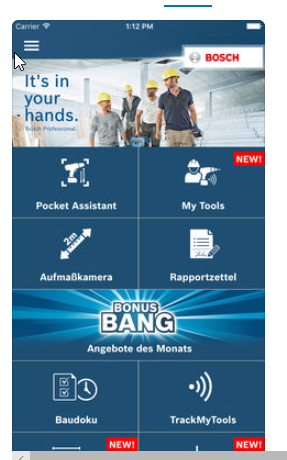 Carrier
1:12 PM
BOSCH
It's in
your
hands.
Bosch Professional
NEW!
Pocket Assistant
My Tools
2m
Aufmaßkamera
Rapportzettel
BONUS
BANG
Angebote des Monats
Baudoku
TrackMyTools
NEW!
NEW!